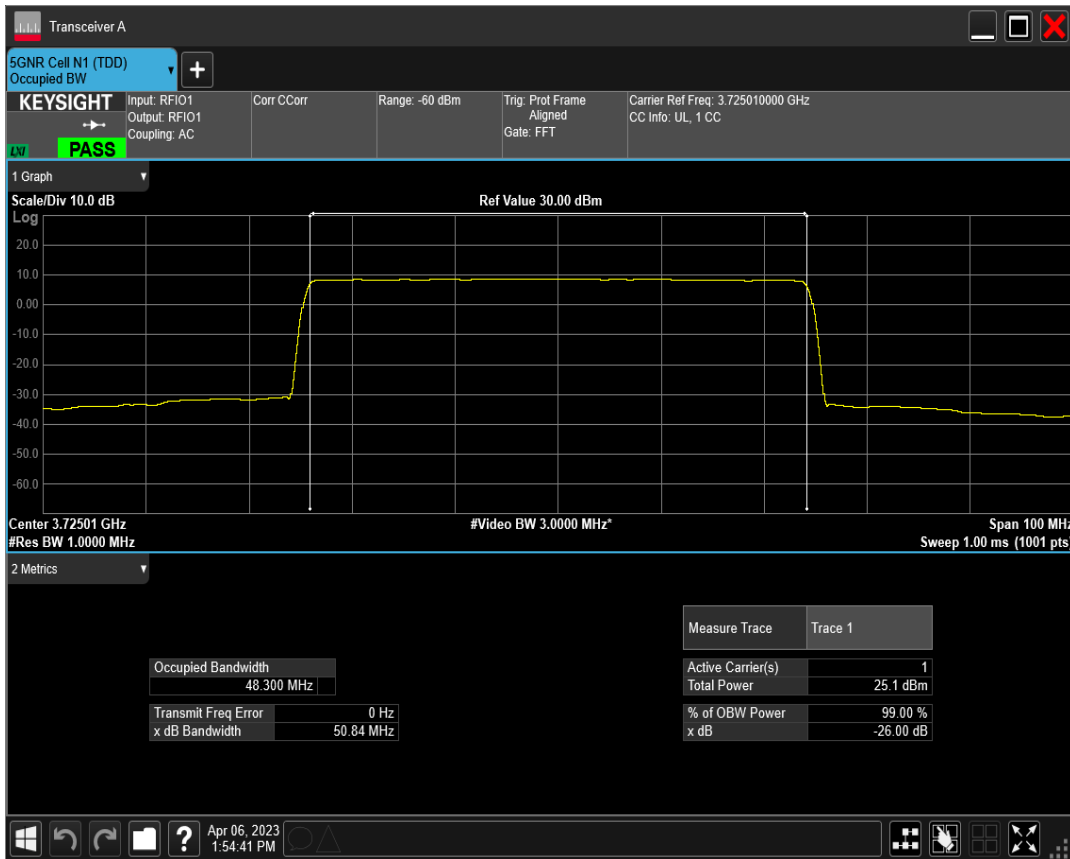 Transceiver A
5GNR Cell N1 (TDD)
Occupied BW
+
KEYSIGHT
LXI
PASS
Input: RFIO1
Output: RFIO1
Coupling: AC
Corr CCorr
Range: -60 dBm
Trig: Prot Frame
Aligned
Gate: FFT
Carrier Ref Freq: 3.725010000 GHz
CC Info: UL, 1 CC
1 Graph
Scale/Div 10.0 dB
Ref Value 30.00 dBm
Log
20.0
10.0
0.00
-10.0
-20.0
-30.0
-40.0
-50.0
-60.0
Center 3.72501 GHz
#Video BW 3.0000 MHz*
Span 100 MHz
#Res BW 1.0000 MHz
Sweep 1.00 ms (1001 pts)
2 Metrics
Measure Trace Trace 1
Occupied Bandwidth
48.300 MHz
Active Carrier(s) 1
Total Power 25.1 dBm
Transmit Freq Error 0 Hz
x dB Bandwidth 50.84 MHz
% of OBW Power 99.00 %
x dB -26.00 dB
?
Apr 06, 2023
1:54:41 PM